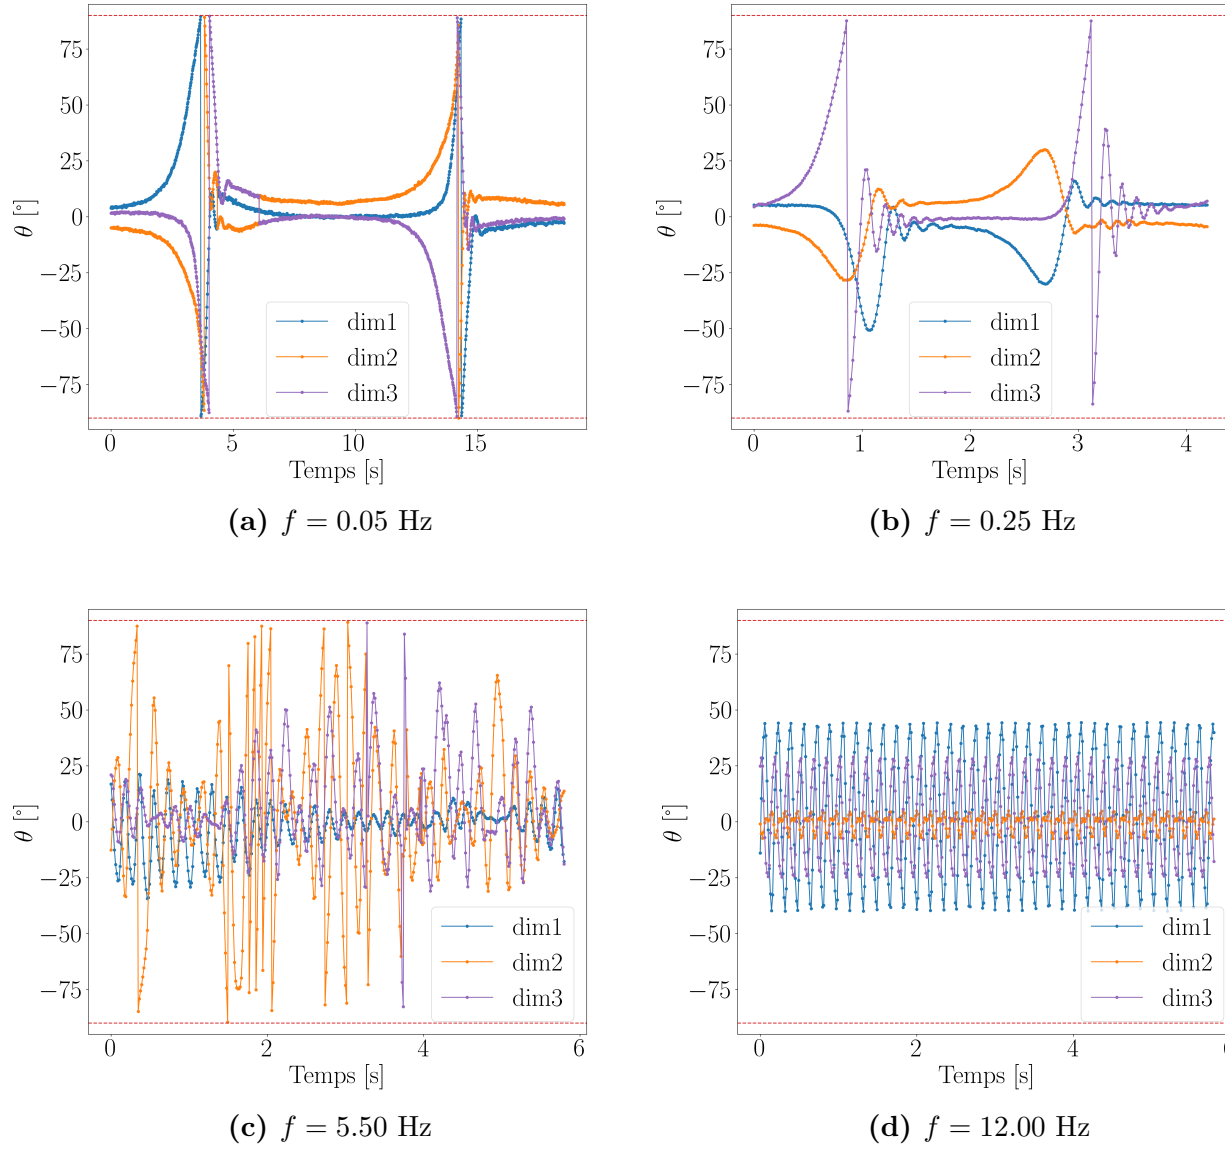 75
50
25
0
−25
−50
−75
θ [°]
dim1
dim2
dim3
0
5
10
15
Temps [s]
(a) f = 0.05 Hz
75
50
25
0
−25
−50
−75
θ [°]
dim1
dim2
dim3
0
1
2
3
4
Temps [s]
(b) f = 0.25 Hz
75
50
25
0
−25
−50
−75
θ [°]
dim1
dim2
dim3
0
2
4
6
Temps [s]
(c) f = 5.50 Hz
75
50
25
0
−25
−50
−75
θ [°]
dim1
dim2
dim3
0
2
4
Temps [s]
(d) f = 12.00 Hz